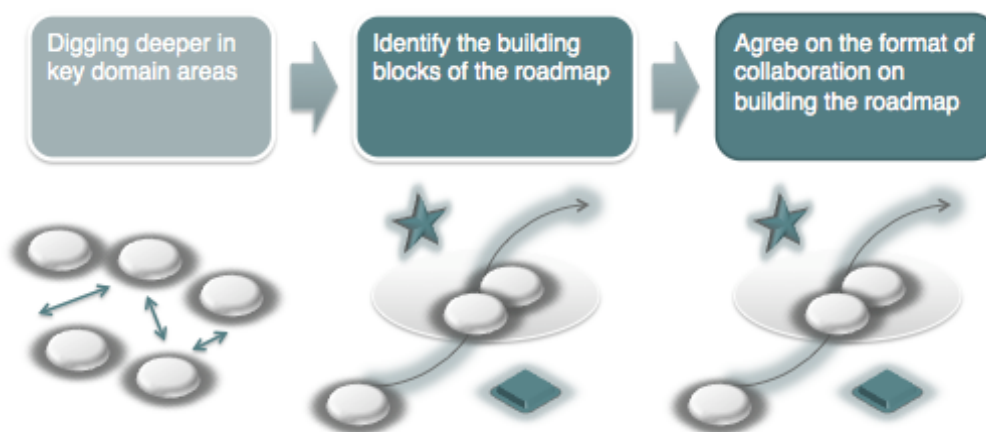 Digging deeper in
key domain areas
Identify the building
blocks of the roadmap
Agree on the format of
collaboration on
building the roadmap